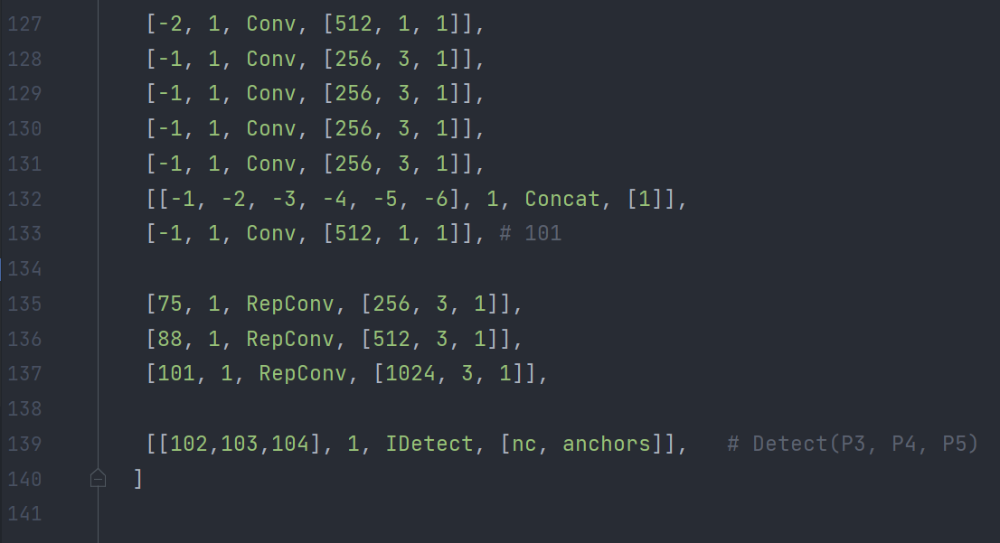 127 [-2, 1, Conv, [512, 1, 1]],
128 [-1, 1, Conv, [256, 3, 1]],
129 [-1, 1, Conv, [256, 3, 1]],
130 [-1, 1, Conv, [256, 3, 1]],
131 [-1, 1, Conv, [256, 3, 1]],
132 [[-1, -2, -3, -4, -5, -6], 1, Concat, [1]],
133 [-1, 1, Conv, [512, 1, 1]], # 101
134
135 [75, 1, RepConv, [256, 3, 1]],
136 [88, 1, RepConv, [512, 3, 1]],
137 [101, 1, RepConv, [1024, 3, 1]],
138
139 [[102,103,104], 1, IDetect, [nc, anchors]],   # Detect(P3, P4, P5)
140 ]
141